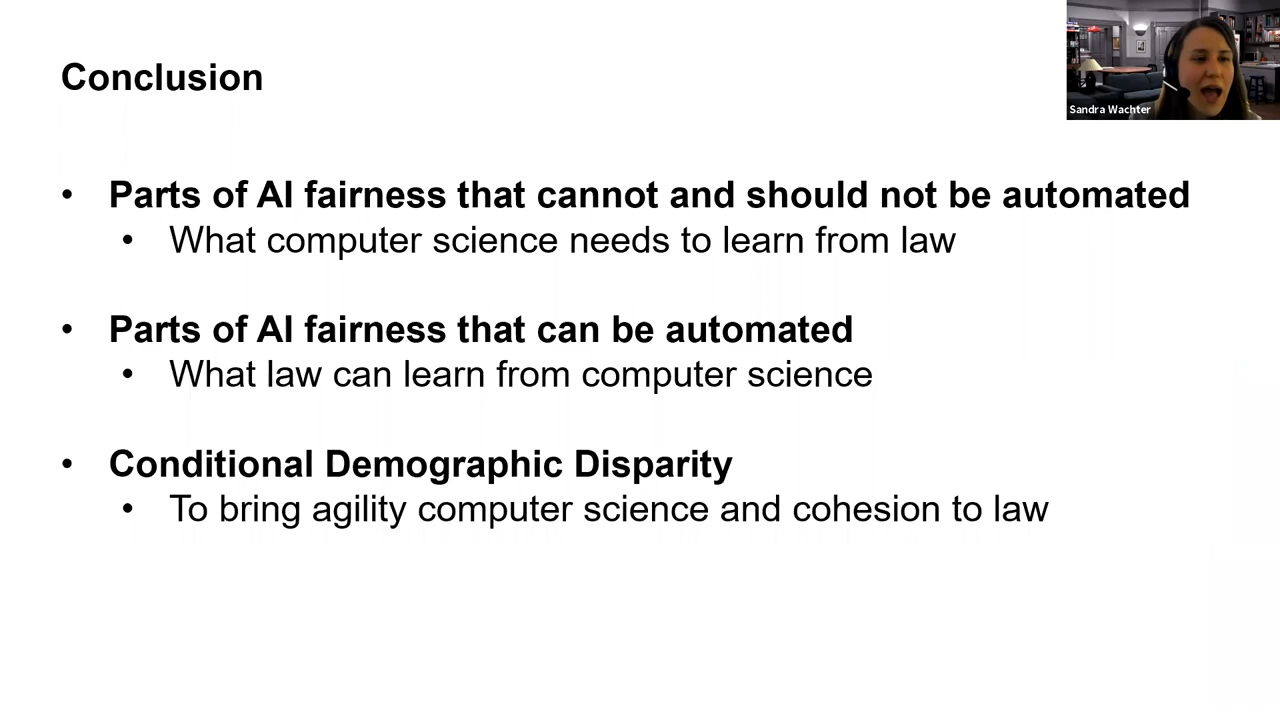 Sandra Wachter
Conclusion
• Parts of AI fairness that cannot and should not be automated
• What computer science needs to learn from law
• Parts of AI fairness that can be automated
• What law can learn from computer science
• Conditional Demographic Disparity
• To bring agility computer science and cohesion to law